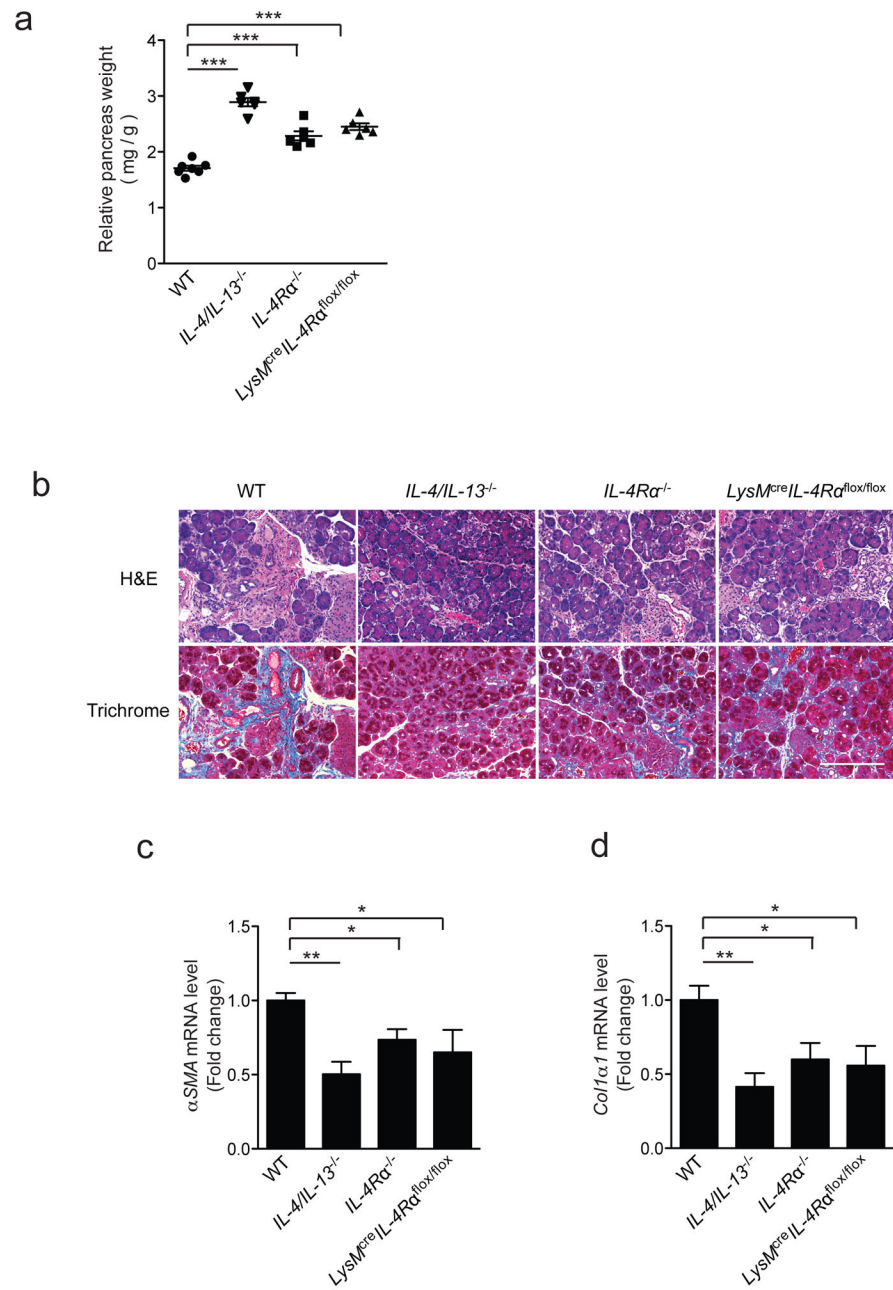 a
***
***
***
4
3
2
1
0
Relative pancreas weight
( mg / g )
WT
IL-4/IL-13-/-
IL-4Rα-/-
LysMcreIL-4Rαflox/flox
b
WT IL-4/IL-13-/- IL-4Rα-/- LysMcreIL-4Rαflox/flox
H&E
Trichrome
c
*
*
**
1.5
1.0
0.5
0.0
αSMA mRNA level
(Fold change)
WT
IL-4/IL-13-/-
IL-4Rα-/-
LysMcreIL-4Rαflox/flox
d
*
*
**
1.5
1.0
0.5
0.0
Col1α1 mRNA level
(Fold change)
WT
IL-4/IL-13-/-
IL-4Rα-/-
LysMcreIL-4Rαflox/flox